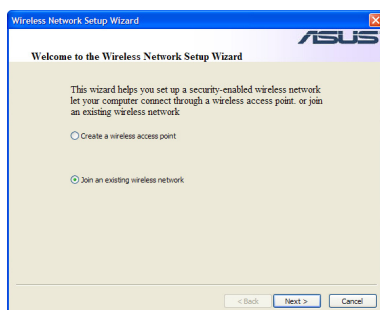 Wireless Network Setup Wizard
ASUS
Welcome to the Wireless Network Setup Wizard
This wizard helps you set up a security-enabled wireless network
let your computer connect through a wireless access point. or join
an existing wireless network
Create a wireless access point
Join an existing wireless network
< Back
Next >
Cancel